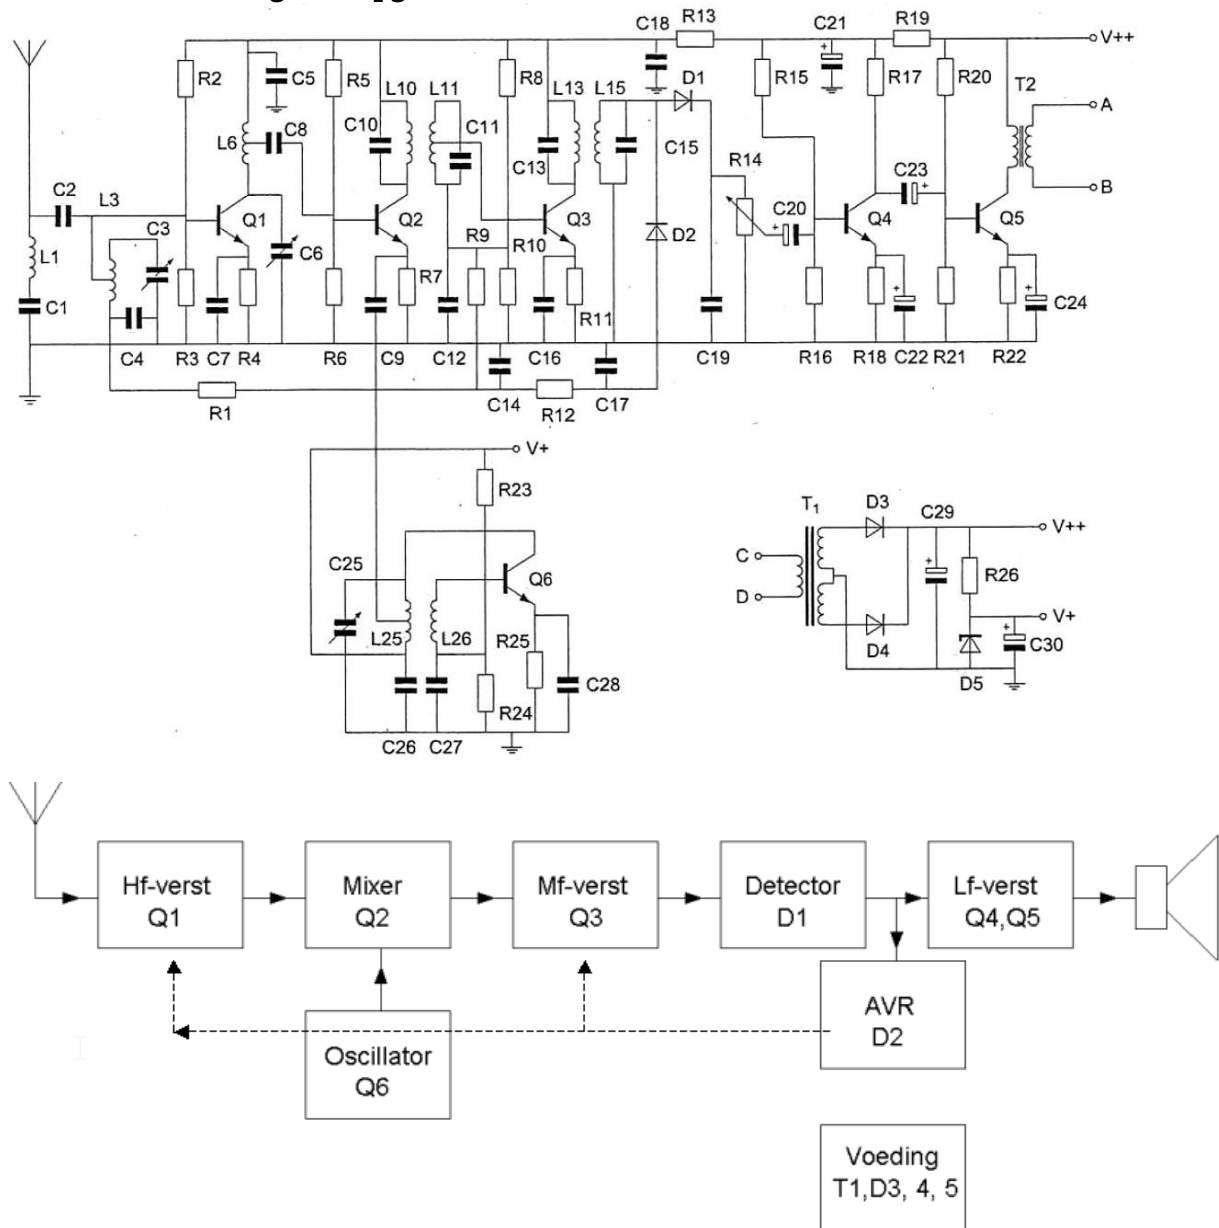 C18
R13
C21
R19
V++
R2
C5
R5
L10
L11
R8
L13
L15
D1
R15
R17
R20
T2
A
L6
C8
C10
C11
C13
C15
R14
C2
L3
C23
B
C3
Q1
Q2
Q3
C20
Q4
Q5
L1
C6
R9
R10
D2
R7
C1
R11
C24
C4
R3
C7
R4
R6
C9
C12
C16
C19
R16
R18
C22
R21
R22
R1
C14
R12
C17
V+
R23
T1
D3
C29
V++
C25
Q6
C
D
R26
V+
L25
L26
R25
D4
C30
D5
R24
C28
C26
C27
Hf-verst
Q1
Mixer
Q2
Mf-verst
Q3
Detector
D1
Lf-verst
Q4,Q5
AVR
D2
Oscillator
Q6
Voeding
T1,D3, 4, 5